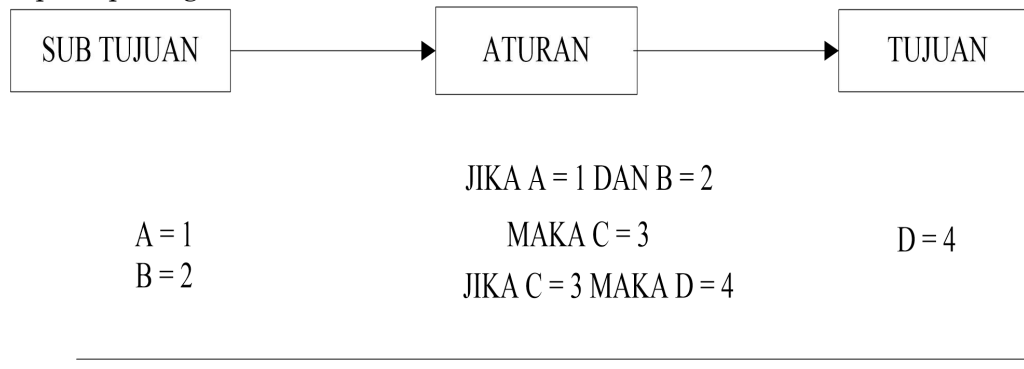 SUB TUJUAN
ATURAN
TUJUAN
JIKA A = 1 DAN B = 2
A = 1
MAKA C = 3
D = 4
B = 2
JIKA C = 3 MAKA D = 4